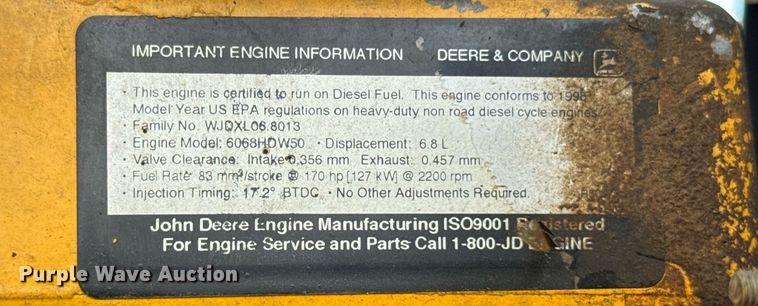 IMPORTANT ENGINE INFORMATION DEERE & COMPANY
· This engine is certified to run on Diesel Fuel. This engine conforms to 1998
Model Year US EPA regulations on heavy-duty non road diesel cycle engines.
· Family No. WJDXL06.8013
· Engine Model: 6068HDW50 · Displacement: 6.8 L
· Valve Clearance: Intake 0.356 mm Exhaust: 0.457 mm
· Fuel Rate: 83 mm³/stroke @ 170 hp [127 kW] @ 2200 rpm
· Injection Timing: 17.2° BTDC · No Other Adjustments Required.
John Deere Engine Manufacturing ISO9001 Registered
For Engine Service and Parts Call 1-800-JD ENGINE
Purple Wave Auction